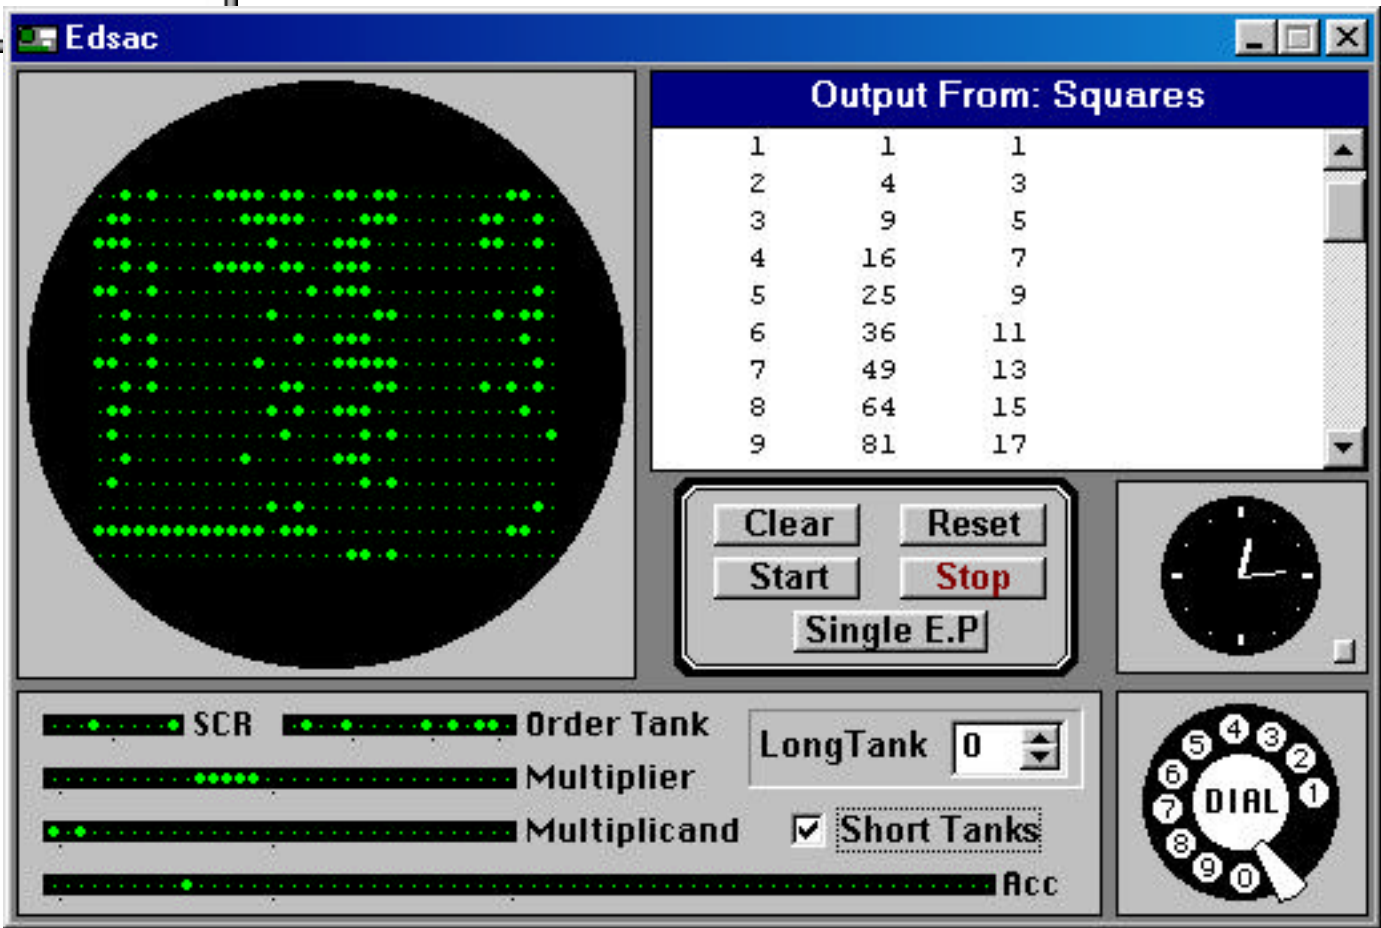 Edsac
Output From: Squares
1 1 1
2 4 3
3 9 5
4 16 7
5 25 9
6 36 11
7 49 13
8 64 15
9 81 17
Clear Reset
Start Stop
Single E.P
SCR Order Tank
LongTank 0
Multiplier
Multiplicand
Short Tanks
Acc
4 3
5 2
6 1
7 DIAL
8
9 0